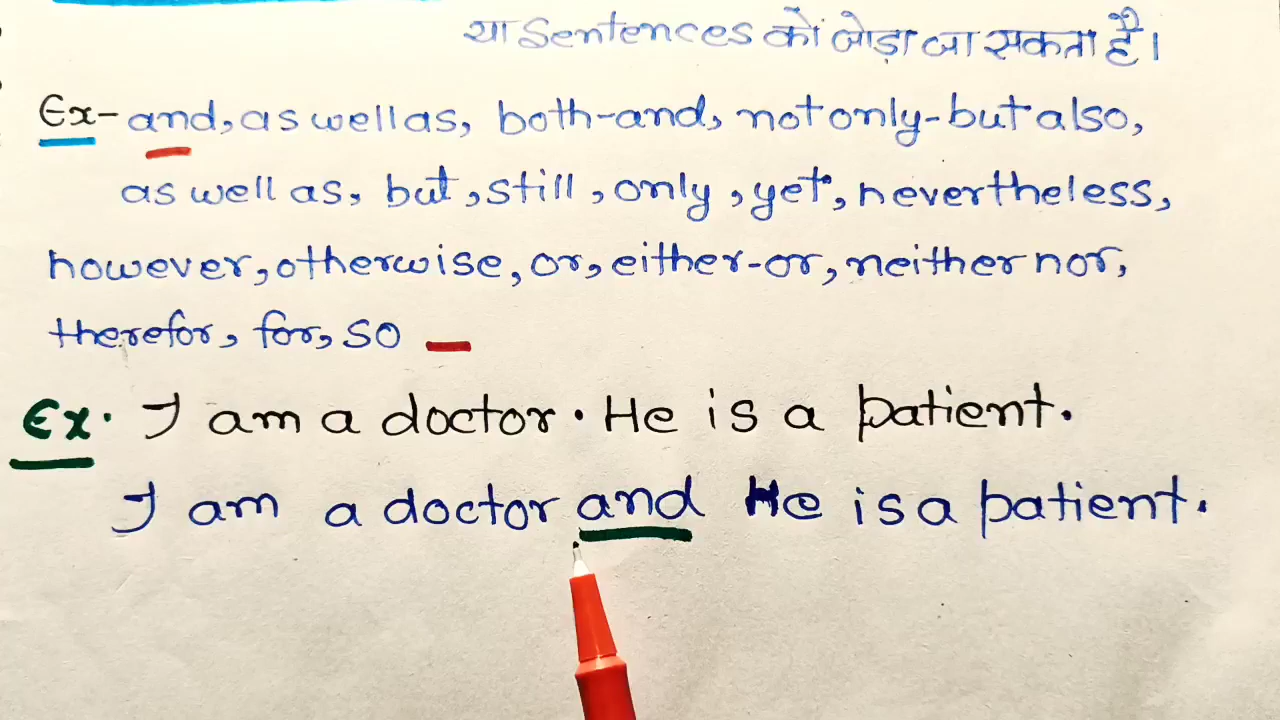 या Sentences को जोड़ा जा सकता है।
Ex- and, as well as, both-and, not only-but also,
as well as, but, still, only, yet, nevertheless,
however, otherwise, or, either-or, neither nor,
therefor, for, so
Ex. I am a doctor. He is a patient.
I am a doctor and He is a patient.